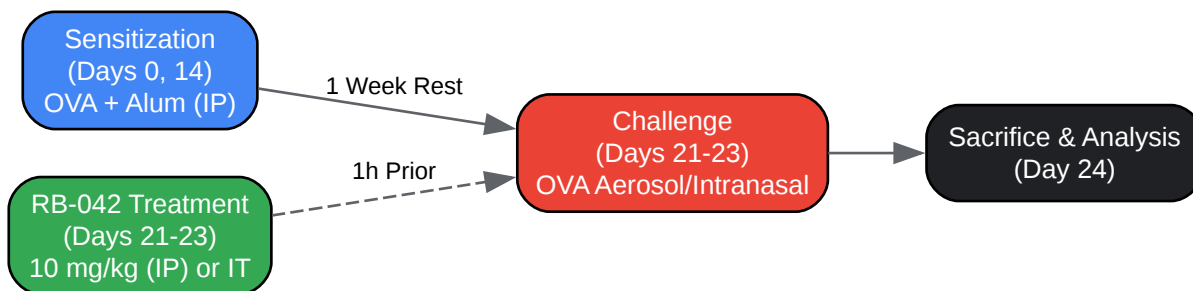 Sensitization
(Days 0, 14)
OVA + Alum (IP)
1 Week Rest
RB-042 Treatment
(Days 21-23)
10 mg/kg (IP) or IT
1h Prior
Challenge
(Days 21-23)
OVA Aerosol/Intranasal
Sacrifice & Analysis
(Day 24)